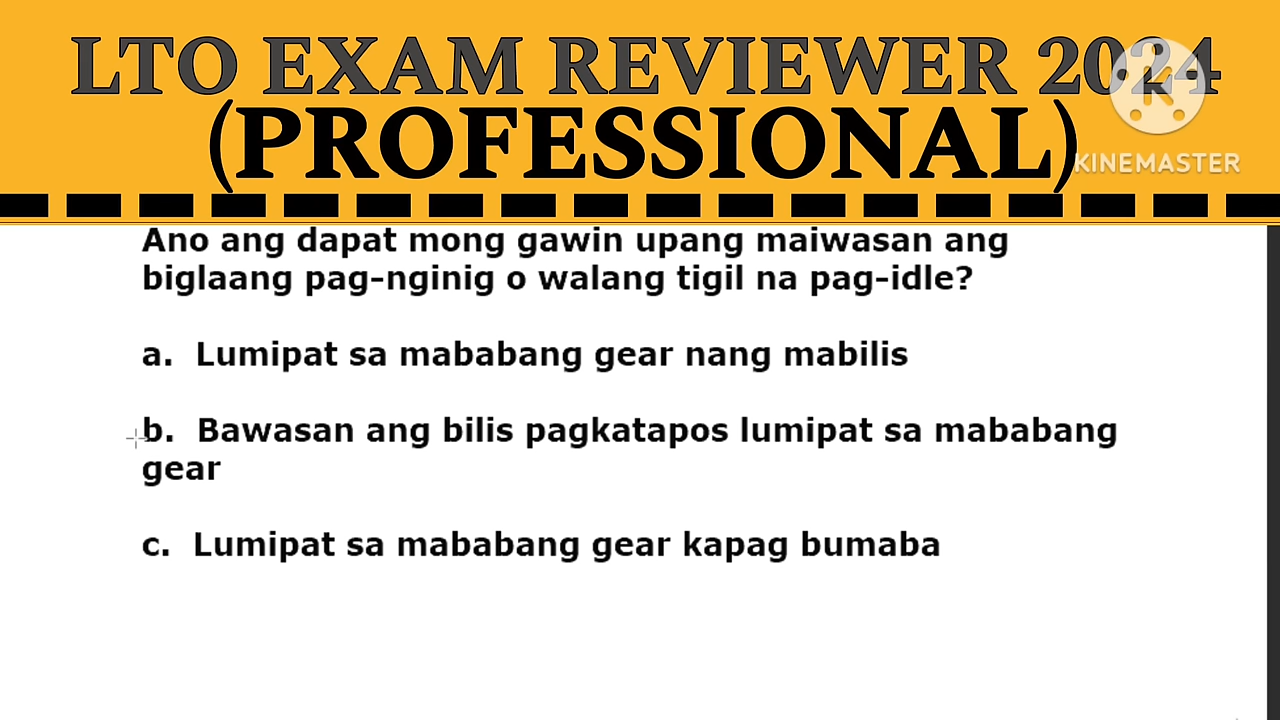 LTO EXAM REVIEWER 2024
(PROFESSIONAL)
KINEMASTER
Ano ang dapat mong gawin upang maiwasan ang
biglaang pag-nginig o walang tigil na pag-idle?
a. Lumipat sa mababang gear nang mabilis
b. Bawasan ang bilis pagkatapos lumipat sa mababang
gear
c. Lumipat sa mababang gear kapag bumaba